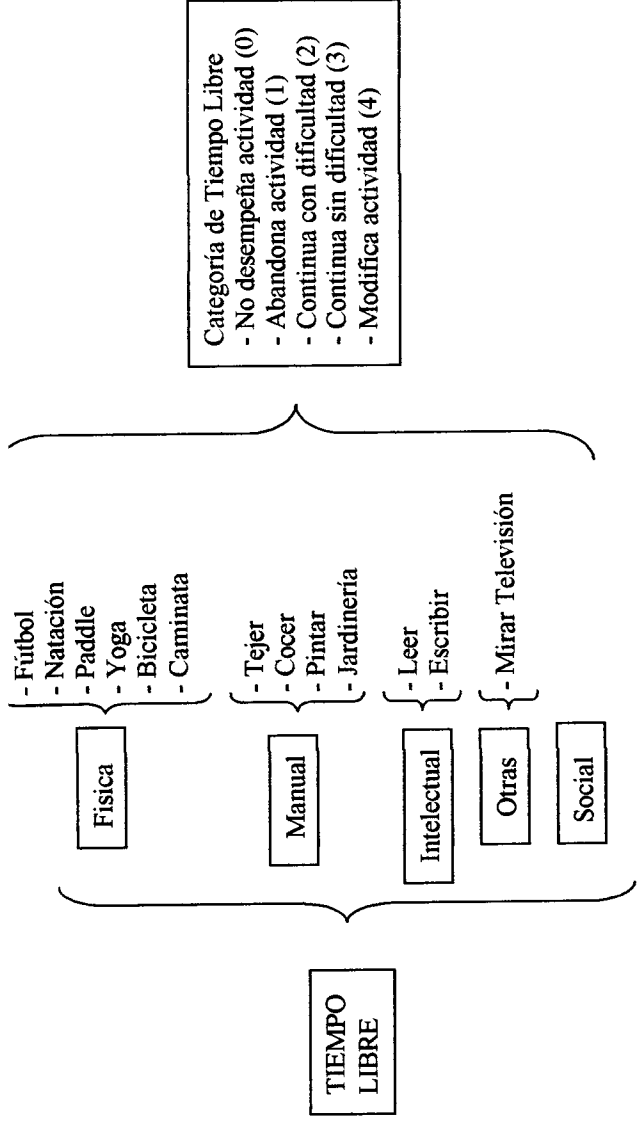 TIEMPO
LIBRE
Fisica
- Fútbol
- Natación
- Paddle
- Yoga
- Bicicleta
- Caminata
Manual
- Tejer
- Cocer
- Pintar
- Jardinería
Intelectual
- Leer
- Escribir
Otras
- Mirar Televisión
Social
Categoría de Tiempo Libre
- No desempeña actividad (0)
- Abandona actividad (1)
- Continua con dificultad (2)
- Continua sin dificultad (3)
- Modifica actividad (4)